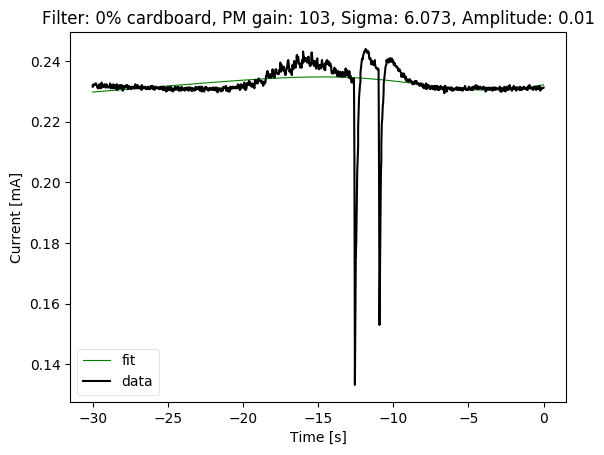 Filter: 0% cardboard, PM gain: 103, Sigma: 6.073, Amplitude: 0.01
0.24
0.22
0.20
0.18
0.16
0.14
Current [mA]
fit
data
−30
−25
−20
−15
−10
−5
0
Time [s]